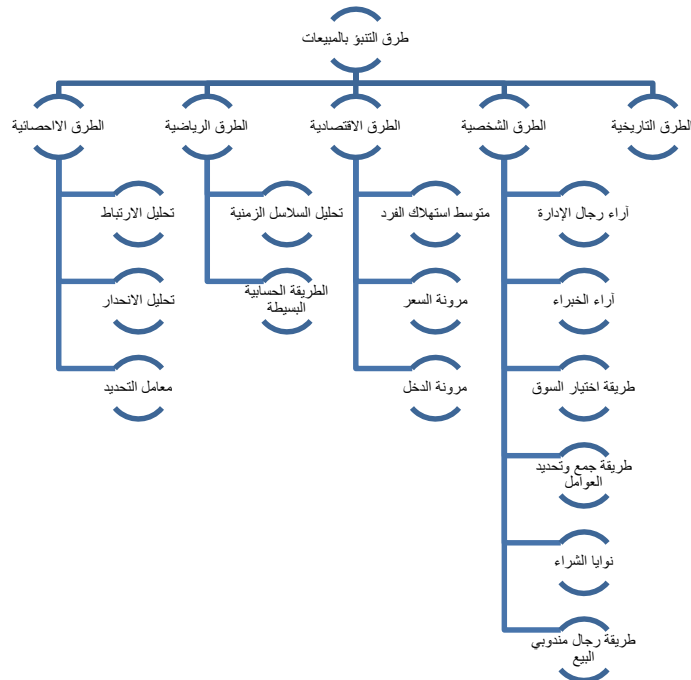 طرق التنبؤ بالمبيعات
الطرق التاريخية
الطرق الشخصية
آراء رجال الإدارة
آراء الخبراء
طريقة اختيار السوق
طريقة جمع وتحديد
العوامل
نوايا الشراء
طريقة رجال مندوبي
البيع
الطرق الاقتصادية
متوسط استهلاك الفرد
مرونة السعر
مرونة الدخل
الطرق الرياضية
تحليل السلاسل الزمنية
الطريقة الحسابية
البسيطة
الطرق الااحصائية
تحليل الارتباط
تحليل الانحدار
معامل التحديد